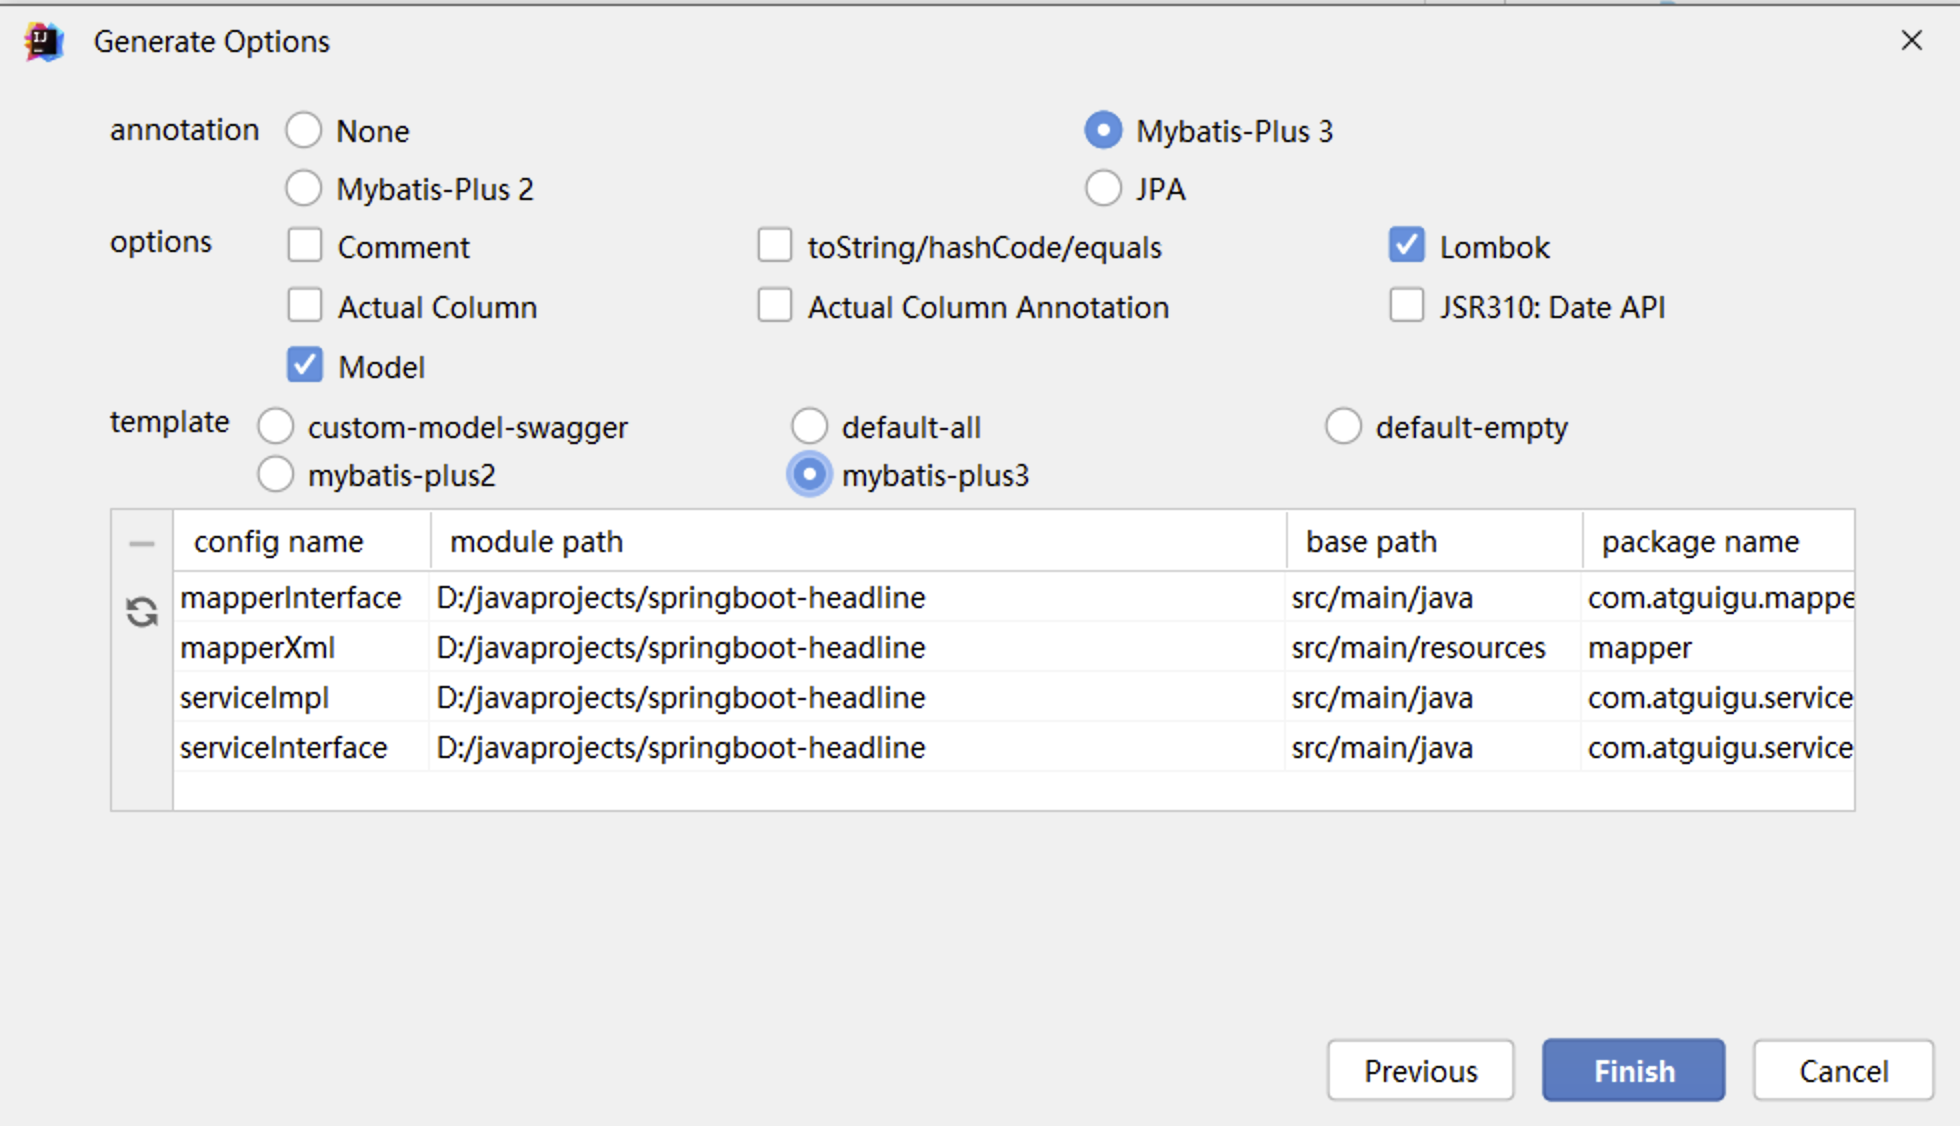 Generate Options
annotation None Mybatis-Plus 3
Mybatis-Plus 2 JPA
options Comment toString/hashCode/equals Lombok
Actual Column Actual Column Annotation JSR310: Date API
Model
template custom-model-swagger default-all default-empty
mybatis-plus2 mybatis-plus3
config name module path base path package name
mapperInterface D:/javaprojects/springboot-headline src/main/java com.atguigu.mappe
mapperXml D:/javaprojects/springboot-headline src/main/resources mapper
serviceImpl D:/javaprojects/springboot-headline src/main/java com.atguigu.service
serviceInterface D:/javaprojects/springboot-headline src/main/java com.atguigu.service
Previous Finish Cancel